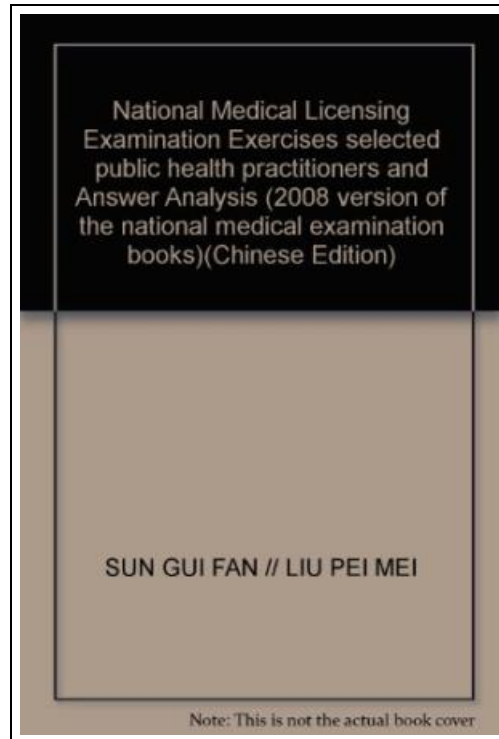 National Medical Licensing
Examination Exercises selected
public health practitioners and
Answer Analysis (2008 version of
the national medical examination
books)(Chinese Edition)
SUN GUI FAN // LIU PEI MEI
Note: This is not the actual book cover